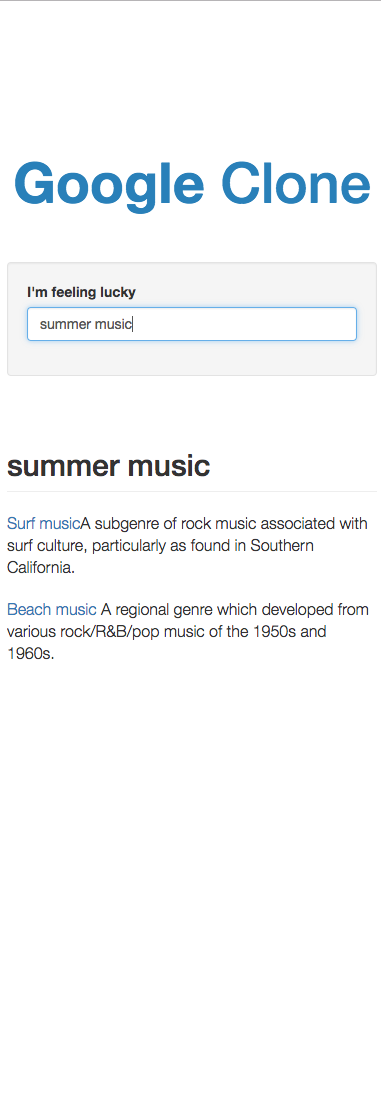 Google Clone
I'm feeling lucky
summer music
summer music
Surf musicA subgenre of rock music associated with
surf culture, particularly as found in Southern
California.
Beach music A regional genre which developed from
various rock/R&B/pop music of the 1950s and
1960s.